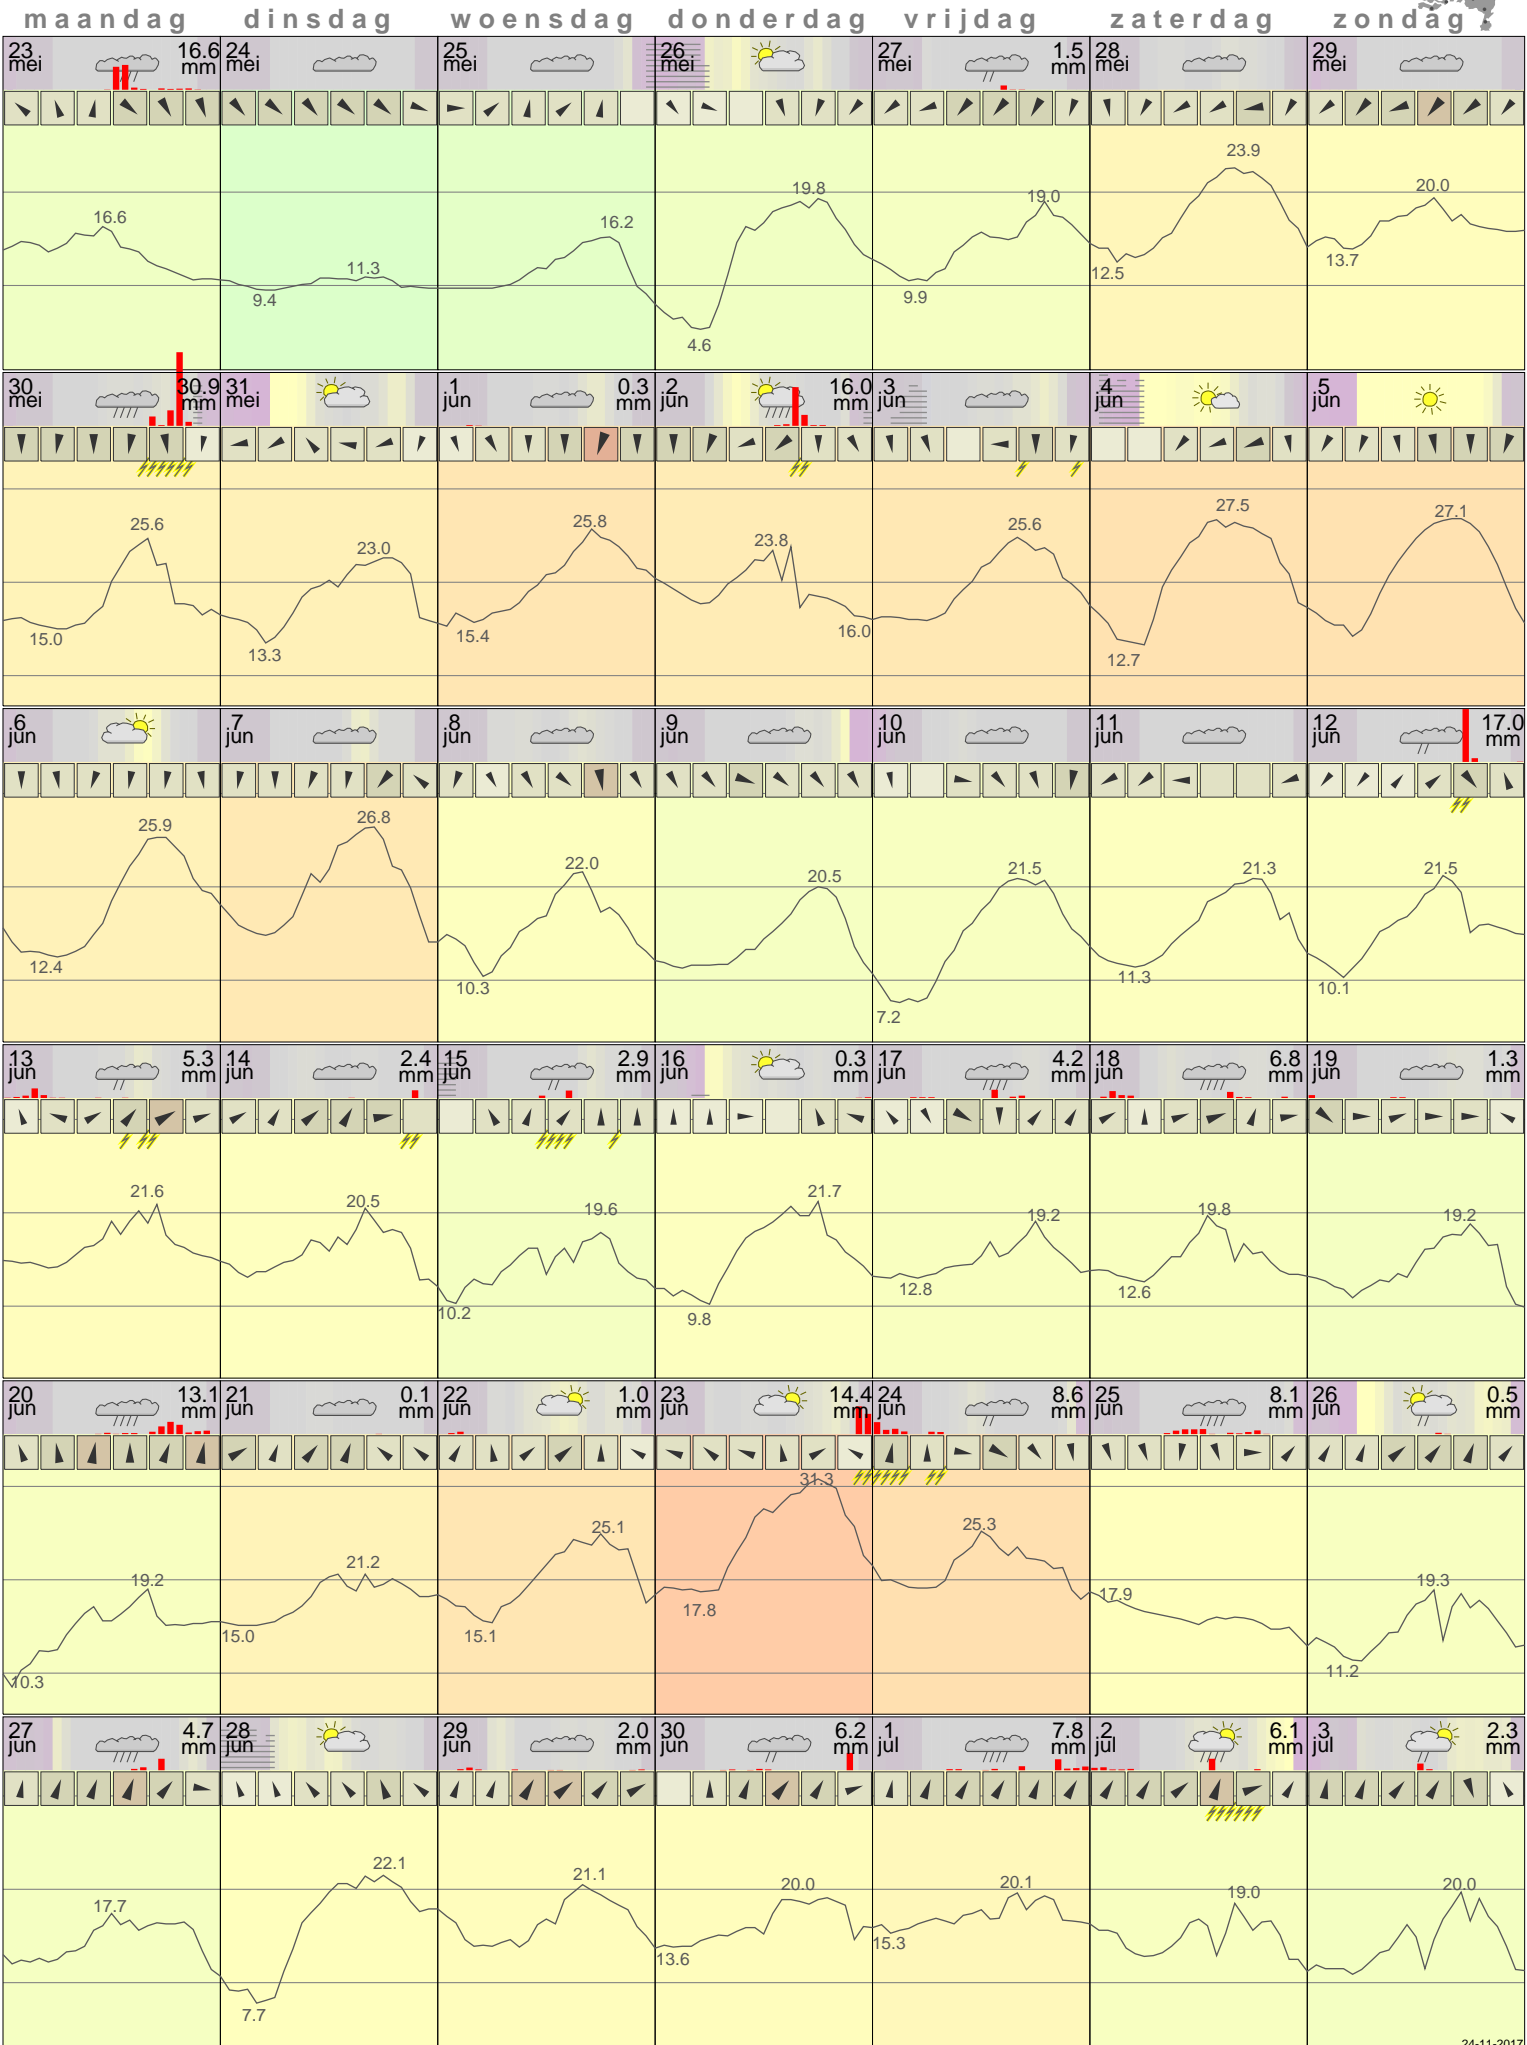 maandag dinsdag woensdag donderdag vrijdag zaterdag zondag
23 mei 16.6 mm 24 mei 25 mei 26 mei 27 mei 1.5 mm 28 mei 29 mei
16.6 9.4 11.3 16.2 4.6 19.8 9.9 19.0 12.5 23.9 13.7 20.0
30 mei 30.9 mm 31 mei 1 jun 0.3 mm 2 jun 16.0 mm 3 jun 4 jun 5 jun
15.0 25.6 13.3 23.0 15.4 25.8 23.8 16.0 25.6 12.7 27.5 27.1
6 jun 7 jun 8 jun 9 jun 10 jun 11 jun 12 jun 17.0 mm
12.4 25.9 26.8 10.3 22.0 20.5 7.2 21.5 11.3 21.3 10.1 21.5
13 jun 5.3 mm 14 jun 2.4 mm 15 jun 2.9 mm 16 jun 0.3 mm 17 jun 4.2 mm 18 jun 6.8 mm 19 jun 1.3 mm
21.6 20.5 10.2 19.6 9.8 21.7 12.8 19.2 12.6 19.8 19.2
20 jun 13.1 mm 21 jun 0.1 mm 22 jun 1.0 mm 23 jun 14.4 mm 24 jun 8.6 mm 25 jun 8.1 mm 26 jun 0.5 mm
10.3 19.2 15.0 21.2 15.1 25.1 17.8 31.3 25.3 17.9 11.2 19.3
27 jun 4.7 mm 28 jun 29 jun 2.0 mm 30 jun 6.2 mm 1 jul 7.8 mm 2 jul 6.1 mm 3 jul 2.3 mm
17.7 7.7 22.1 21.1 13.6 20.0 15.3 20.1 19.0 20.0
24-11-2017